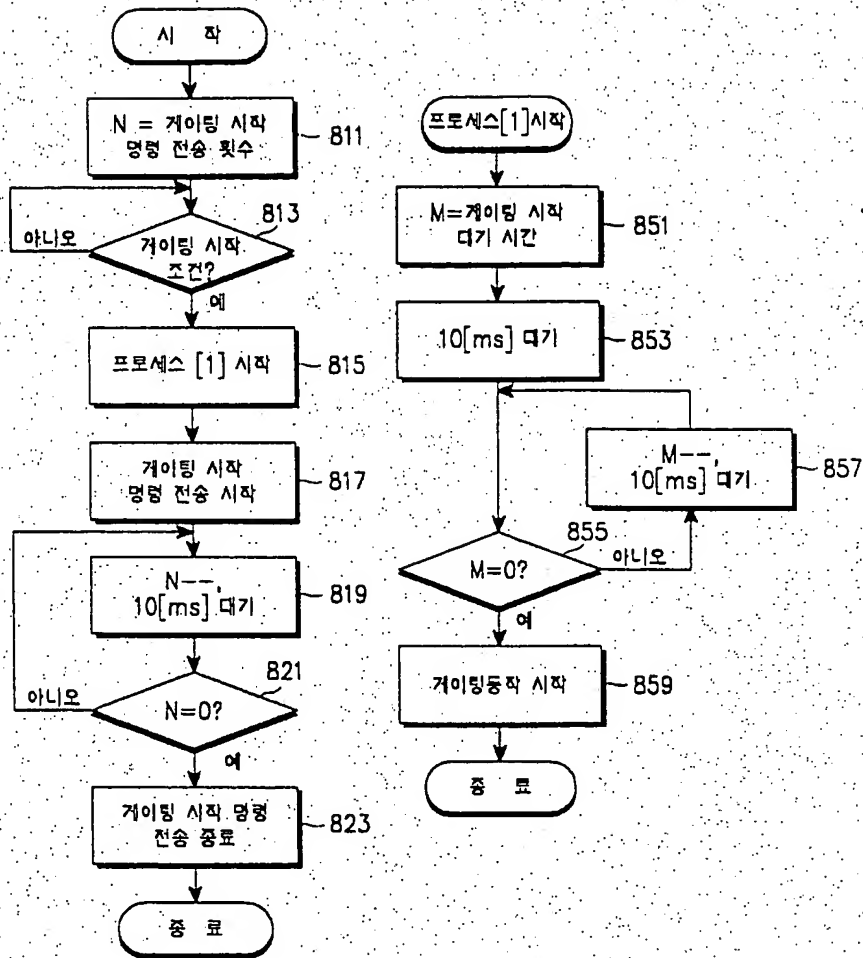 시 작
N = 게이팅 시작
명령 전송 횟수
811
813
아니오
게이팅 시작
조건?
예
프로세스 [1] 시작
815
게이팅 시작
명령 전송 시작
817
N--,
10[ms] 대기
819
821
아니오
N=0?
예
게이팅 시작 명령
전송 종료
823
종 료
프로세스[1]시작
M=게이팅 시작
대기 시간
851
10[ms] 대기
853
M--,
10[ms] 대기
857
855
M=0?
아니오
예
게이팅동작 시작
859
종 료